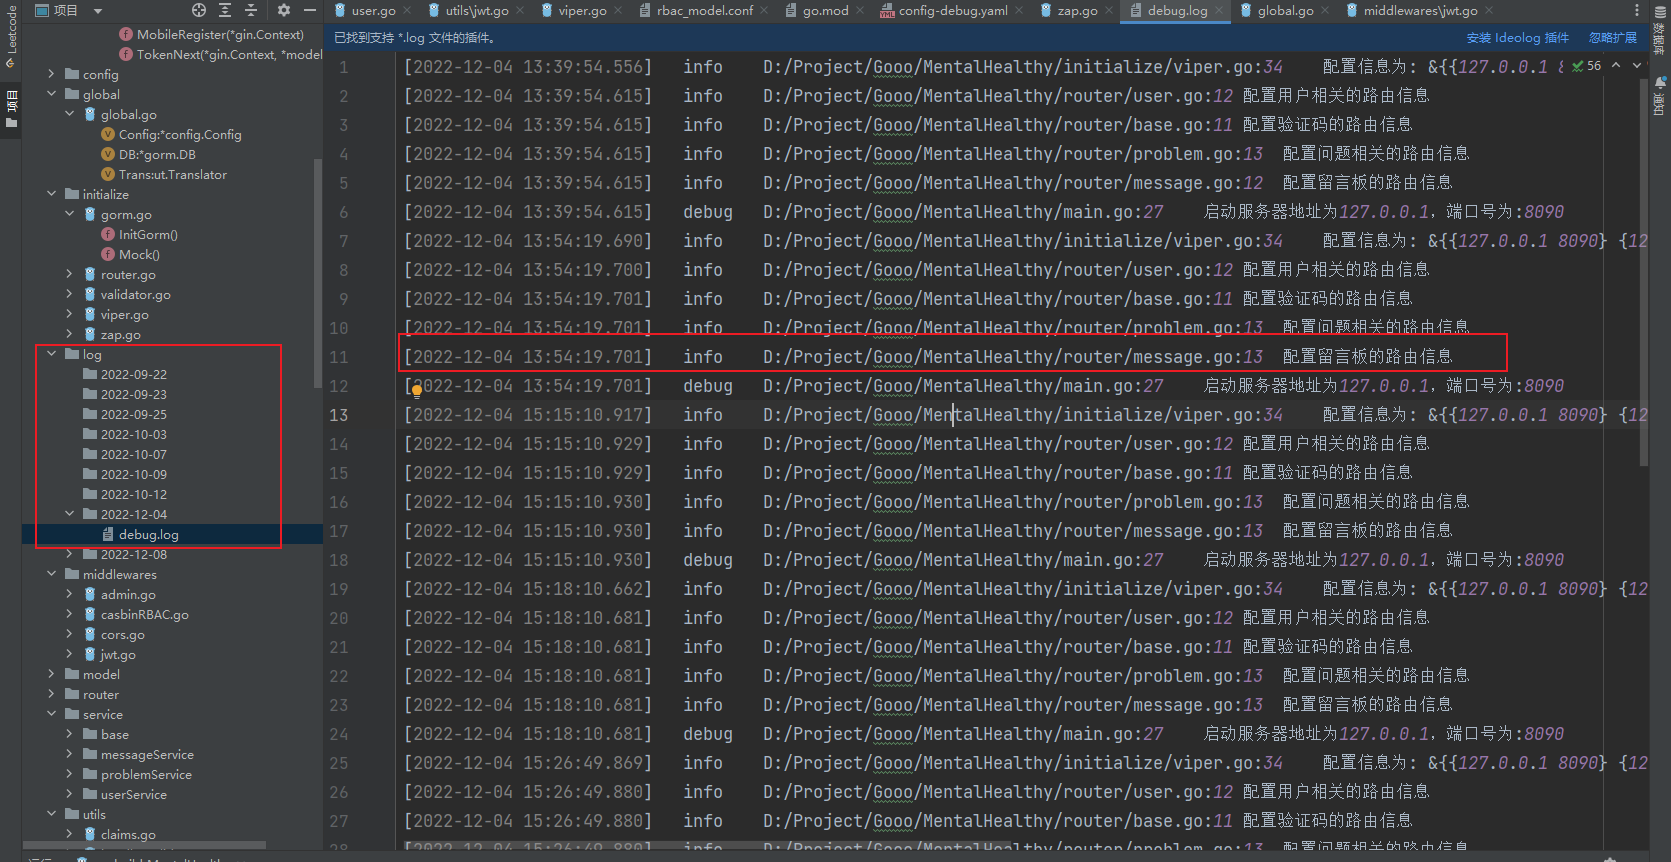 项目
user.go
utils\jwt.go
viper.go
rbac_model.conf
go.mod
config-debug.yaml
zap.go
debug.log
global.go
middlewares\jwt.go
Leetcode
项目
数据库
通知
已找到支持 *.log 文件的插件。
安装 Ideolog 插件
忽略扩展
56
MobileRegister(*gin.Context)
TokenNext(*gin.Context, *model
config
global
global.go
Config:*config.Config
DB:*gorm.DB
Trans:ut.Translator
initialize
gorm.go
InitGorm()
Mock()
router.go
validator.go
viper.go
zap.go
log
2022-09-22
2022-09-23
2022-09-25
2022-10-03
2022-10-07
2022-10-09
2022-10-12
2022-12-04
debug.log
2022-12-08
middlewares
admin.go
casbinRBAC.go
cors.go
jwt.go
model
router
service
base
messageService
problemService
userService
utils
claims.go
1 [2022-12-04 13:39:54.556] info D:/Project/Gooo/MentalHealthy/initialize/viper.go:34 配置信息为: &{{127.0.0.1 8
2 [2022-12-04 13:39:54.615] info D:/Project/Gooo/MentalHealthy/router/user.go:12 配置用户相关的路由信息
3 [2022-12-04 13:39:54.615] info D:/Project/Gooo/MentalHealthy/router/base.go:11 配置验证码的路由信息
4 [2022-12-04 13:39:54.615] info D:/Project/Gooo/MentalHealthy/router/problem.go:13 配置问题相关的路由信息
5 [2022-12-04 13:39:54.615] info D:/Project/Gooo/MentalHealthy/router/message.go:12 配置留言板的路由信息
6 [2022-12-04 13:39:54.615] debug D:/Project/Gooo/MentalHealthy/main.go:27 启动服务器地址为127.0.0.1，端口号为:8090
7 [2022-12-04 13:54:19.690] info D:/Project/Gooo/MentalHealthy/initialize/viper.go:34 配置信息为: &{{127.0.0.1 8090} {12
8 [2022-12-04 13:54:19.700] info D:/Project/Gooo/MentalHealthy/router/user.go:12 配置用户相关的路由信息
9 [2022-12-04 13:54:19.701] info D:/Project/Gooo/MentalHealthy/router/base.go:11 配置验证码的路由信息
10 [2022-12-04 13:54:19.701] info D:/Project/Gooo/MentalHealthy/router/problem.go:13 配置问题相关的路由信息
11 [2022-12-04 13:54:19.701] info D:/Project/Gooo/MentalHealthy/router/message.go:13 配置留言板的路由信息
12 [2022-12-04 13:54:19.701] debug D:/Project/Gooo/MentalHealthy/main.go:27 启动服务器地址为127.0.0.1，端口号为:8090
13 [2022-12-04 15:15:10.917] info D:/Project/Gooo/MentalHealthy/initialize/viper.go:34 配置信息为: &{{127.0.0.1 8090} {12
14 [2022-12-04 15:15:10.929] info D:/Project/Gooo/MentalHealthy/router/user.go:12 配置用户相关的路由信息
15 [2022-12-04 15:15:10.929] info D:/Project/Gooo/MentalHealthy/router/base.go:11 配置验证码的路由信息
16 [2022-12-04 15:15:10.930] info D:/Project/Gooo/MentalHealthy/router/problem.go:13 配置问题相关的路由信息
17 [2022-12-04 15:15:10.930] info D:/Project/Gooo/MentalHealthy/router/message.go:13 配置留言板的路由信息
18 [2022-12-04 15:15:10.930] debug D:/Project/Gooo/MentalHealthy/main.go:27 启动服务器地址为127.0.0.1，端口号为:8090
19 [2022-12-04 15:18:10.662] info D:/Project/Gooo/MentalHealthy/initialize/viper.go:34 配置信息为: &{{127.0.0.1 8090} {12
20 [2022-12-04 15:18:10.681] info D:/Project/Gooo/MentalHealthy/router/user.go:12 配置用户相关的路由信息
21 [2022-12-04 15:18:10.681] info D:/Project/Gooo/MentalHealthy/router/base.go:11 配置验证码的路由信息
22 [2022-12-04 15:18:10.681] info D:/Project/Gooo/MentalHealthy/router/problem.go:13 配置问题相关的路由信息
23 [2022-12-04 15:18:10.681] info D:/Project/Gooo/MentalHealthy/router/message.go:13 配置留言板的路由信息
24 [2022-12-04 15:18:10.681] debug D:/Project/Gooo/MentalHealthy/main.go:27 启动服务器地址为127.0.0.1，端口号为:8090
25 [2022-12-04 15:26:49.869] info D:/Project/Gooo/MentalHealthy/initialize/viper.go:34 配置信息为: &{{127.0.0.1 8090} {12
26 [2022-12-04 15:26:49.880] info D:/Project/Gooo/MentalHealthy/router/user.go:12 配置用户相关的路由信息
27 [2022-12-04 15:26:49.880] info D:/Project/Gooo/MentalHealthy/router/base.go:11 配置验证码的路由信息
28 [2022-12-04 15:26:49.880] info D:/Project/Gooo/MentalHealthy/router/problem.go:13 配置问题相关的路由信息